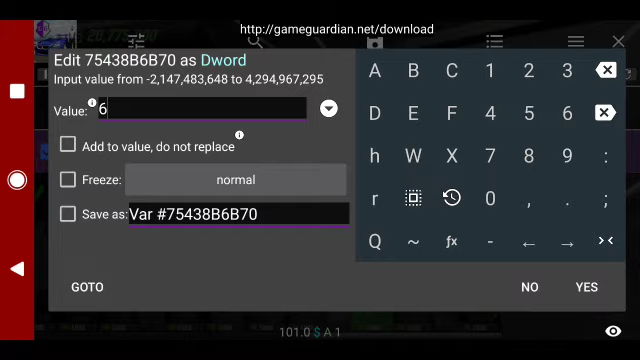 http://gameguardian.net/download
Edit 75438B6B70 as Dword
Input value from -2,147,483,648 to 4,294,967,295
Value: 6
Add to value, do not replace
Freeze: normal
Save as: Var #75438B6B70
GOTO NO YES
A B C 1 2 3
D E F 4 5 6
h W X 7 8 9 :
r 0 , . ;
Q ~ ƒx - ← → ><
101.0 $ A 1